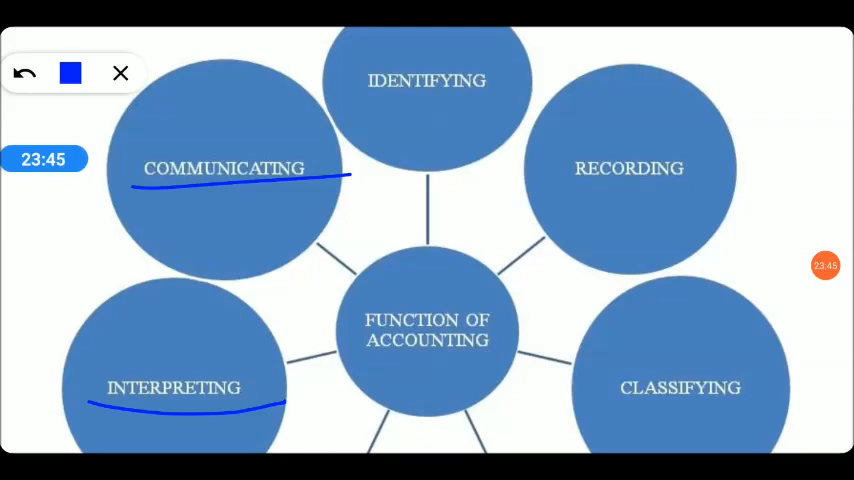 IDENTIFYING
COMMUNICATING
RECORDING
23:45
23:45
FUNCTION OF
ACCOUNTING
INTERPRETING
CLASSIFYING